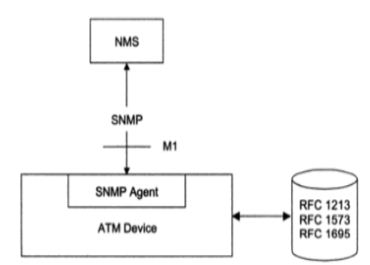 NMS
SNMP
M1
SNMP Agent
ATM Device
RFC 1213
RFC 1573
RFC 1695